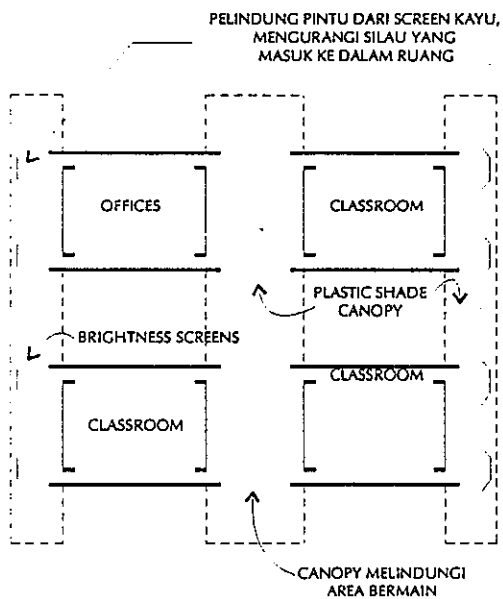 PELINDUNG PINTU DARI SCREEN KAYU,
MENGURANGI SILAU YANG
MASUK KE DALAM RUANG
OFFICES
CLASSROOM
PLASTIC SHADE
CANOPY
BRIGHTNESS SCREENS
CLASSROOM
CLASSROOM
CANOPY MELINDUNGI
AREA BERMAIN